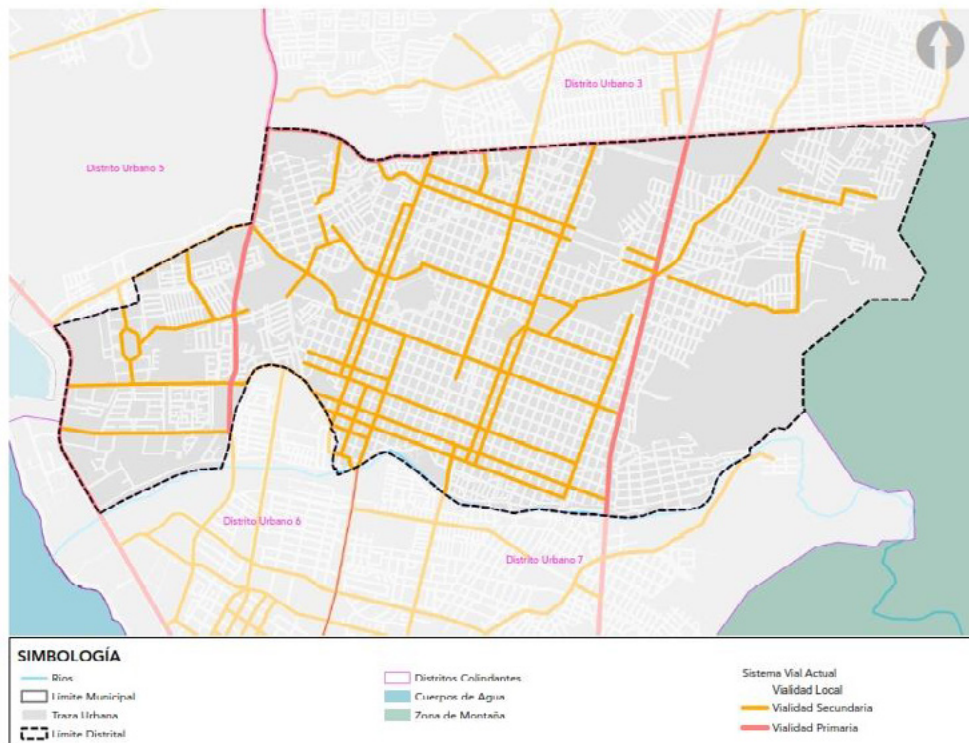 Distrito Urbano 3
Distrito Urbano 5
Distrito Urbano 6
Distrito Urbano 7
SIMBOLOGÍA
Ríos
Límite Municipal
Traza Urbana
Límite Distrital
Distritos Colindantes
Cuerpos de Agua
Zona de Montaña
Sistema Vial Actual
Vialidad Local
Vialidad Secundaria
Vialidad Primaria